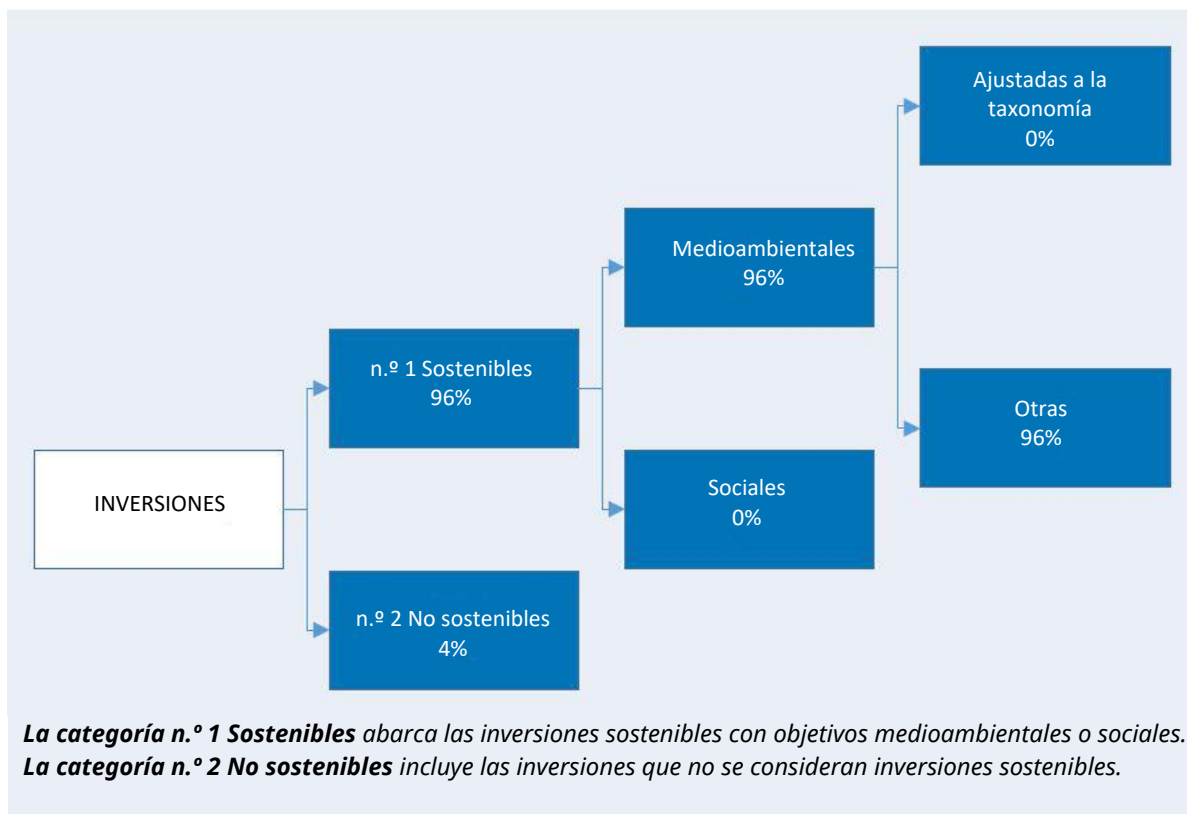 Ajustadas a la
taxonomía
0%
Medioambientales
96%
n.º 1 Sostenibles
96%
Otras
96%
INVERSIONES
Sociales
0%
n.º 2 No sostenibles
4%
La categoría n.º 1 Sostenibles abarca las inversiones sostenibles con objetivos medioambientales o sociales.
La categoría n.º 2 No sostenibles incluye las inversiones que no se consideran inversiones sostenibles.